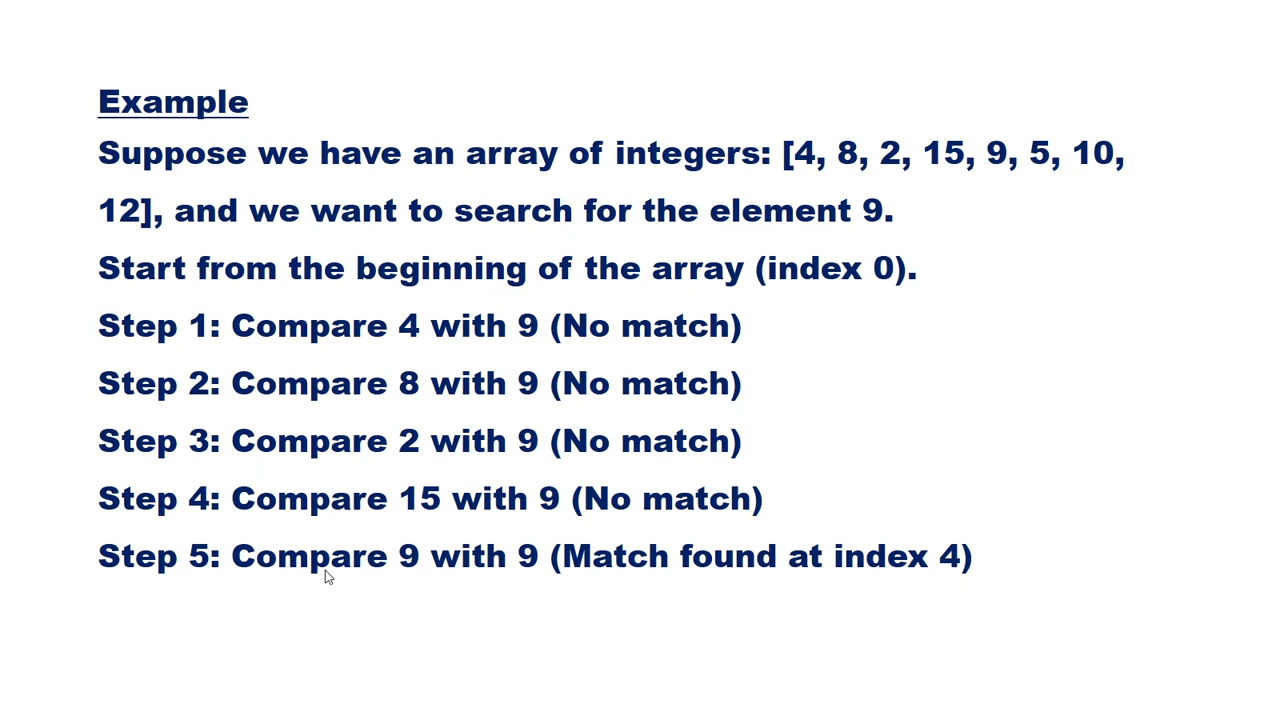 Example
Suppose we have an array of integers: [4, 8, 2, 15, 9, 5, 10,
12], and we want to search for the element 9.
Start from the beginning of the array (index 0).
Step 1: Compare 4 with 9 (No match)
Step 2: Compare 8 with 9 (No match)
Step 3: Compare 2 with 9 (No match)
Step 4: Compare 15 with 9 (No match)
Step 5: Compare 9 with 9 (Match found at index 4)